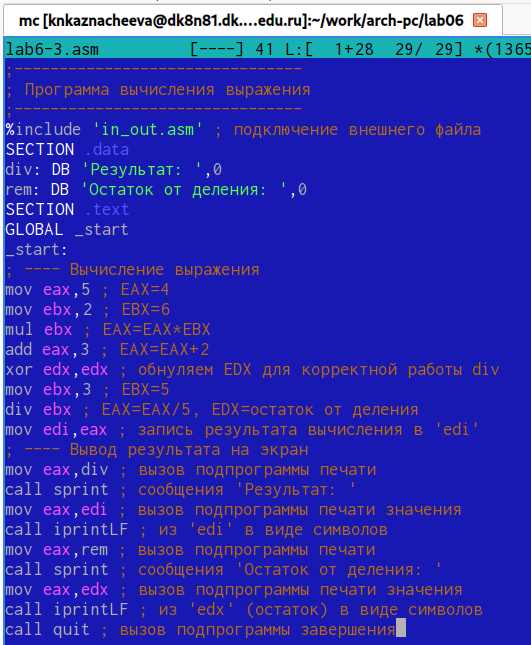 mc [knkaznacheeva@dk8n81.dk....edu.ru]:~/work/arch-pc/lab06
lab6-3.asm [----] 41 L:[ 1+28 29/ 29] *(1365
;--------------------------------
; Программа вычисления выражения
;--------------------------------
%include 'in_out.asm' ; подключение внешнего файла
SECTION .data
div: DB 'Результат: ',0
rem: DB 'Остаток от деления: ',0
SECTION .text
GLOBAL _start
_start:
; ---- Вычисление выражения
mov eax,5 ; EAX=4
mov ebx,2 ; EBX=6
mul ebx ; EAX=EAX*EBX
add eax,3 ; EAX=EAX+2
xor edx,edx ; обнуляем EDX для корректной работы div
mov ebx,3 ; EBX=5
div ebx ; EAX=EAX/5, EDX=остаток от деления
mov edi,eax ; запись результата вычисления в 'edi'
; ---- Вывод результата на экран
mov eax,div ; вызов подпрограммы печати
call sprint ; сообщения 'Результат: '
mov eax,edi ; вызов подпрограммы печати значения
call iprintLF ; из 'edi' в виде символов
mov eax,rem ; вызов подпрограммы печати
call sprint ; сообщения 'Остаток от деления: '
mov eax,edx ; вызов подпрограммы печати значения
call iprintLF ; из 'edx' (остаток) в виде символов
call quit ; вызов подпрограммы завершения